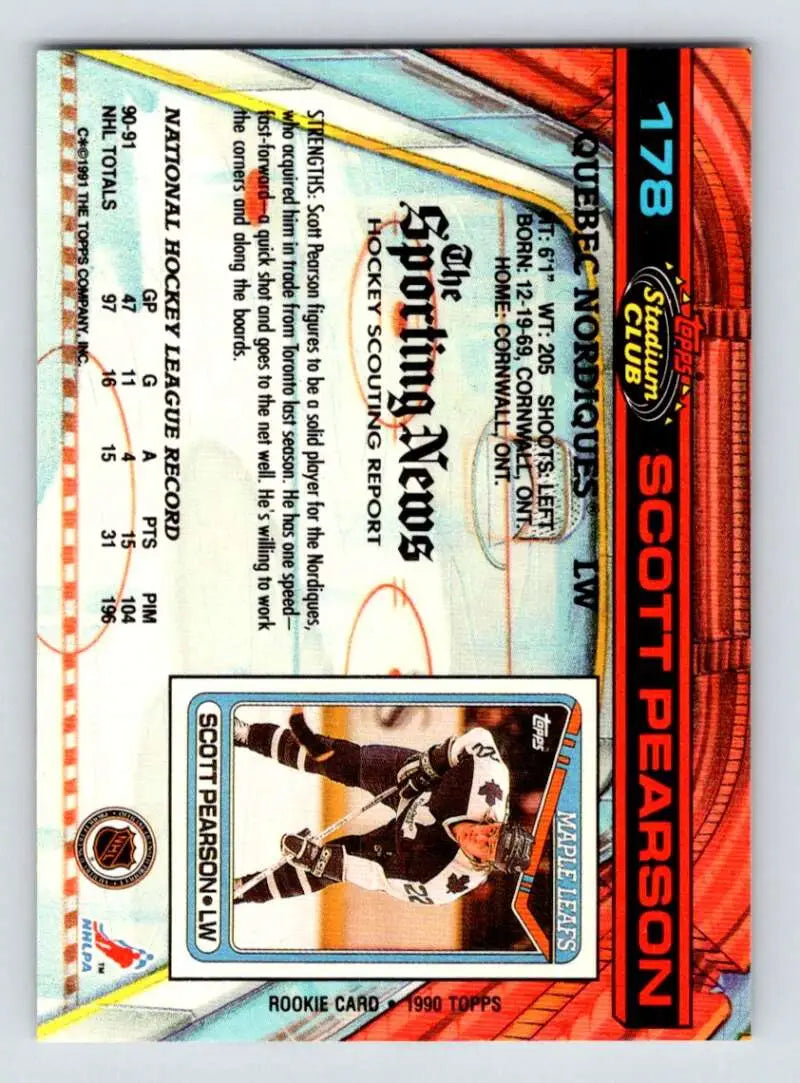 178
Topps®
Stadium
CLUB
SCOTT PEARSON
QUEBEC NORDIQUES® LW
HT: 6'1" WT: 205 SHOOTS: LEFT
BORN: 12-19-69, CORNWALL, ONT.
HOME: CORNWALL, ONT.
The
Sporting News
HOCKEY SCOUTING REPORT
STRENGTHS: Scott Pearson figures to be a solid player for the Nordiques,
who acquired him in trade from Toronto last season. He has one speed—
fast-forward—a quick shot and goes to the net well. He's willing to work
the corners and along the boards.
NATIONAL HOCKEY LEAGUE RECORD
GP G A PTS PIM
90-91 47 11 4 15 104
NHL TOTALS 97 16 15 31 196
C✻©1991 THE TOPPS COMPANY, INC.
topps
MAPLE LEAFS
22
22
SCOTT PEARSON•LW
ROOKIE CARD • 1990 TOPPS
NHL
NHLPA
™